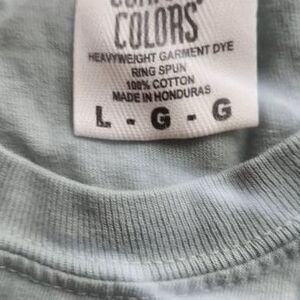 COLORS
HEAVYWEIGHT GARMENT DYE
RING SPUN
100% COTTON
MADE IN HONDURAS
L - G - G